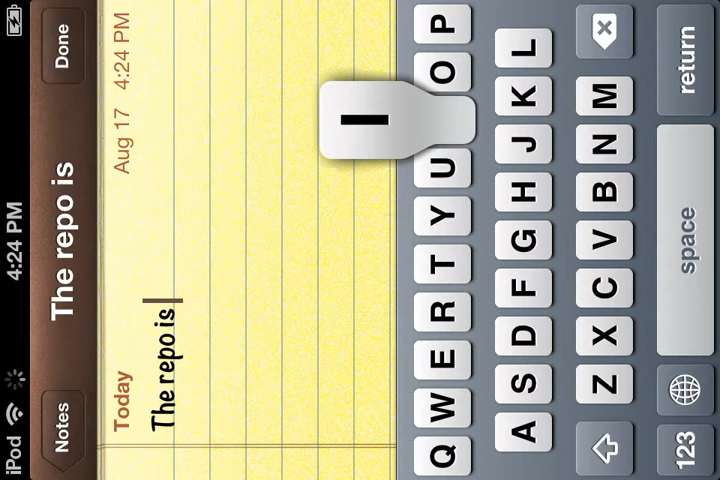 iPod 4:24 PM
Notes The repo is Done
Today Aug 17 4:24 PM
The repo is
I
Q W E R T Y U O P
A S D F G H J K L
Z X C V B N M
123 space return